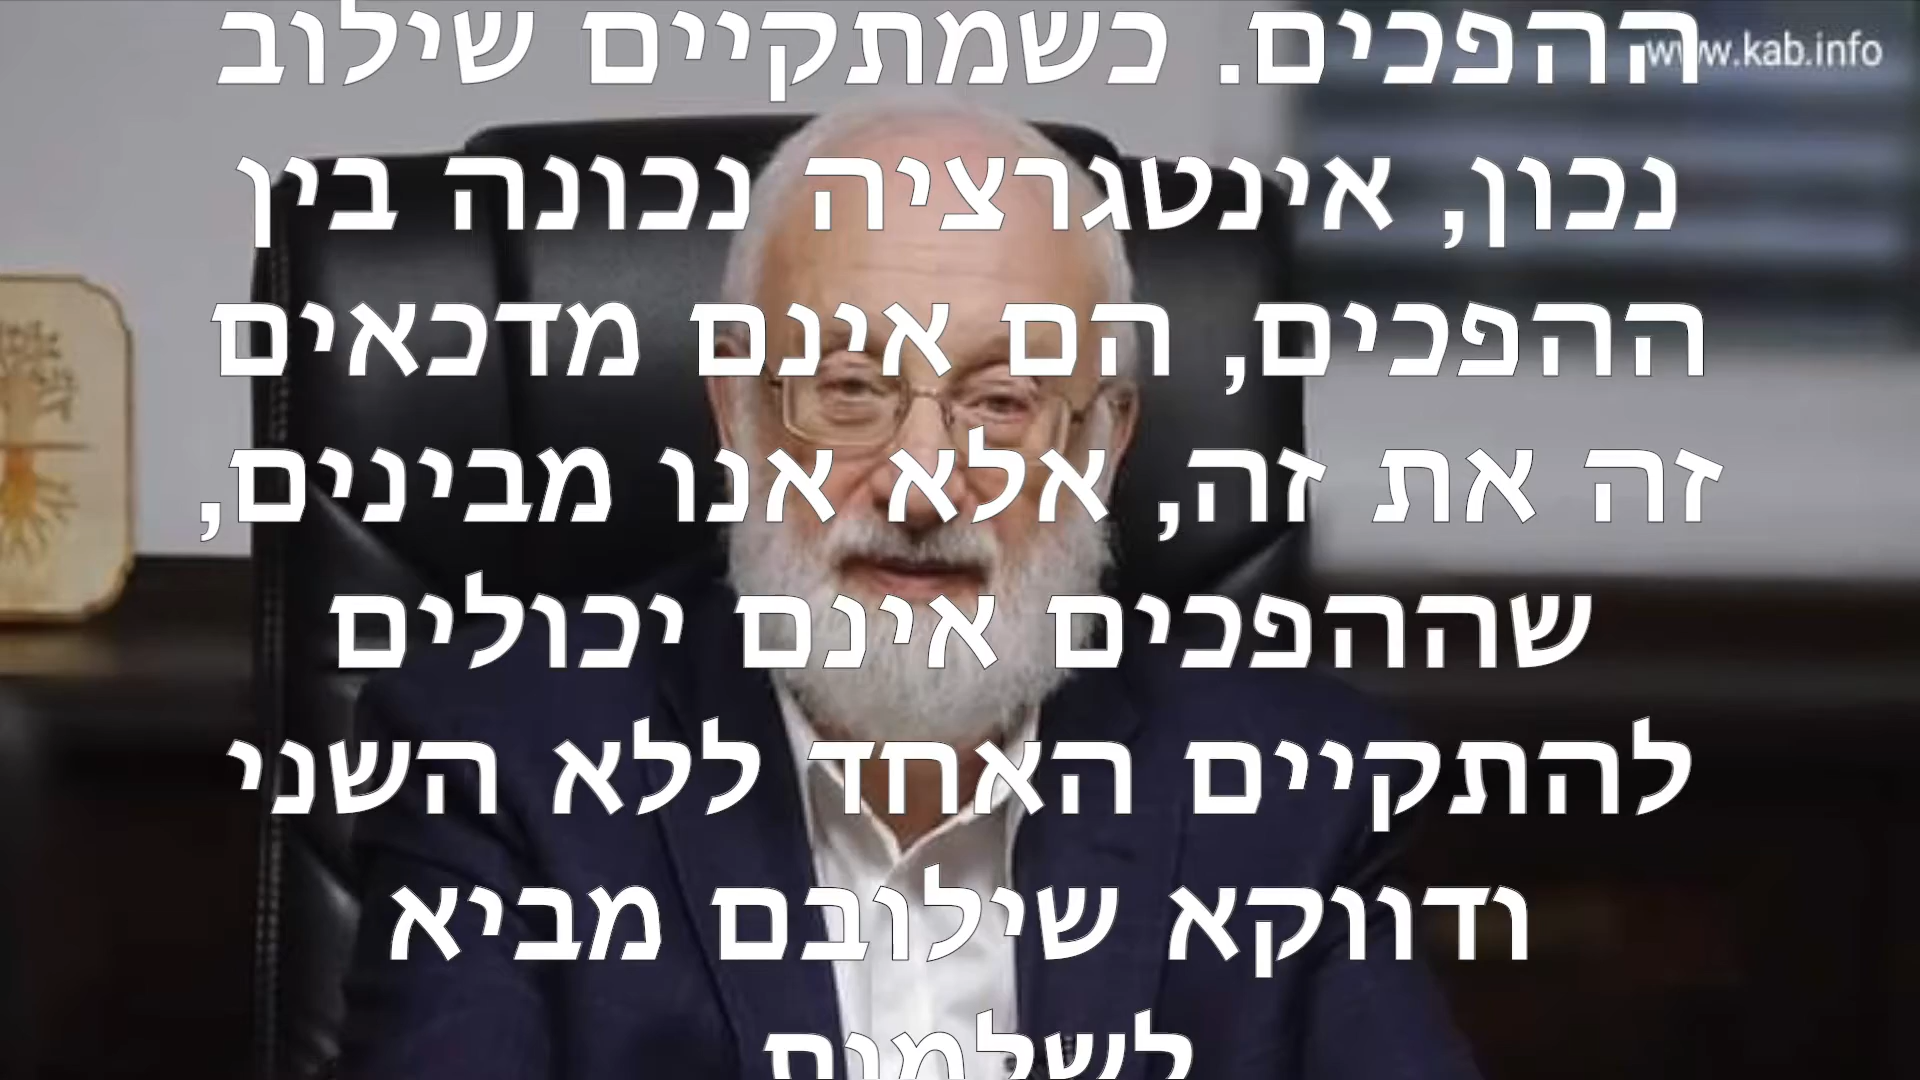 www.kab.info
ההפכים. כשמתקיים שילוב
נכון, אינטגרציה נכונה בין
ההפכים, הם אינם מדכאים
זה את זה, אלא אנו מבינים,
שההפכים אינם יכולים
להתקיים האחד ללא השני
ודווקא שילובם מביא
לשלמות